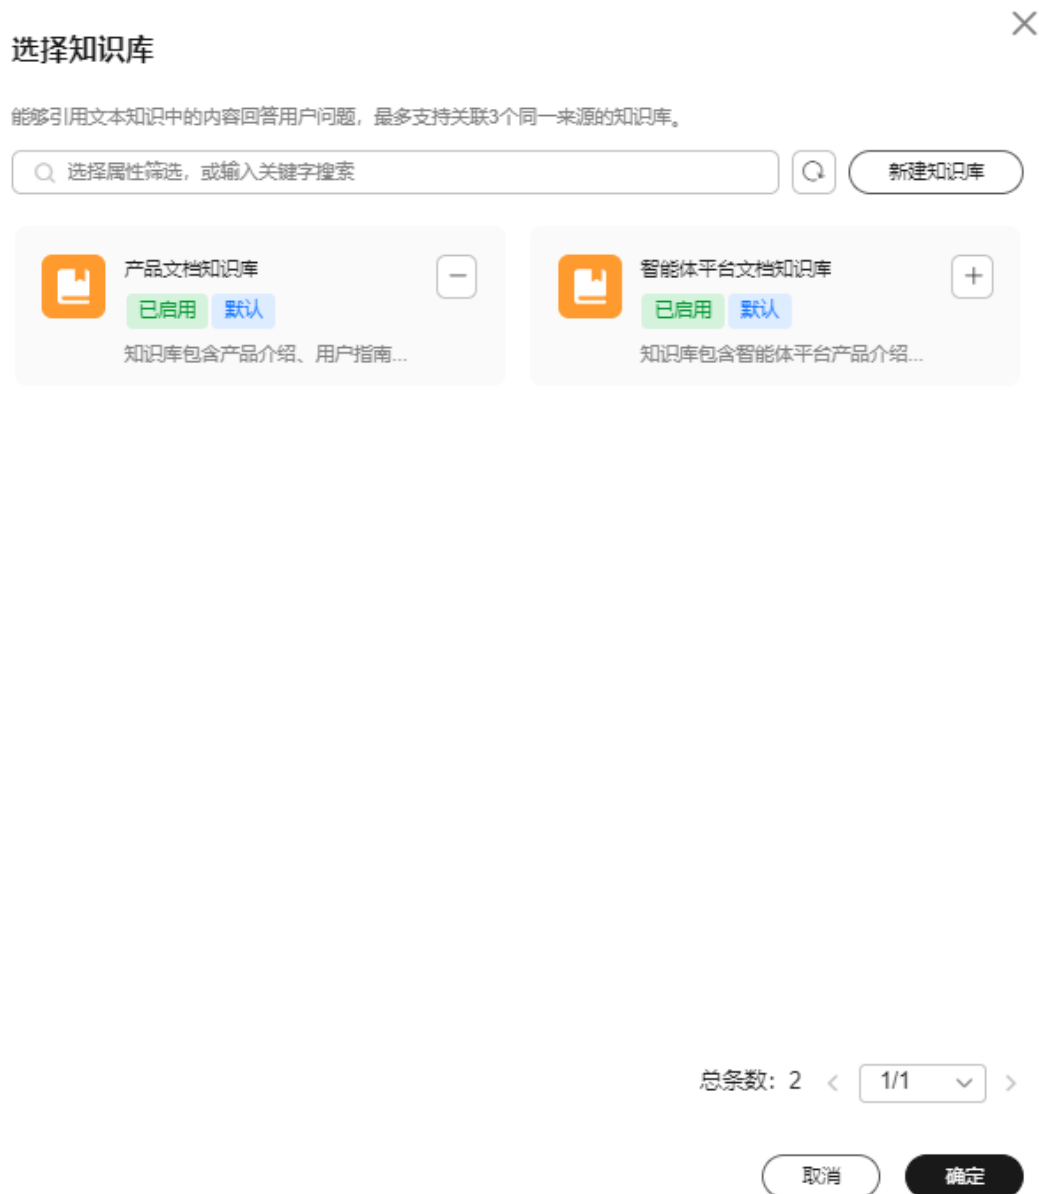 选择知识库
能够引用文本知识中的内容回答用户问题，最多支持关联3个同一来源的知识库。
选择属性筛选，或输入关键字搜索
新建知识库
产品文档知识库
已启用 默认
知识库包含产品介绍、用户指南...
智能体平台文档知识库
已启用 默认
知识库包含智能体平台产品介绍...
总条数：2 1/1
取消 确定